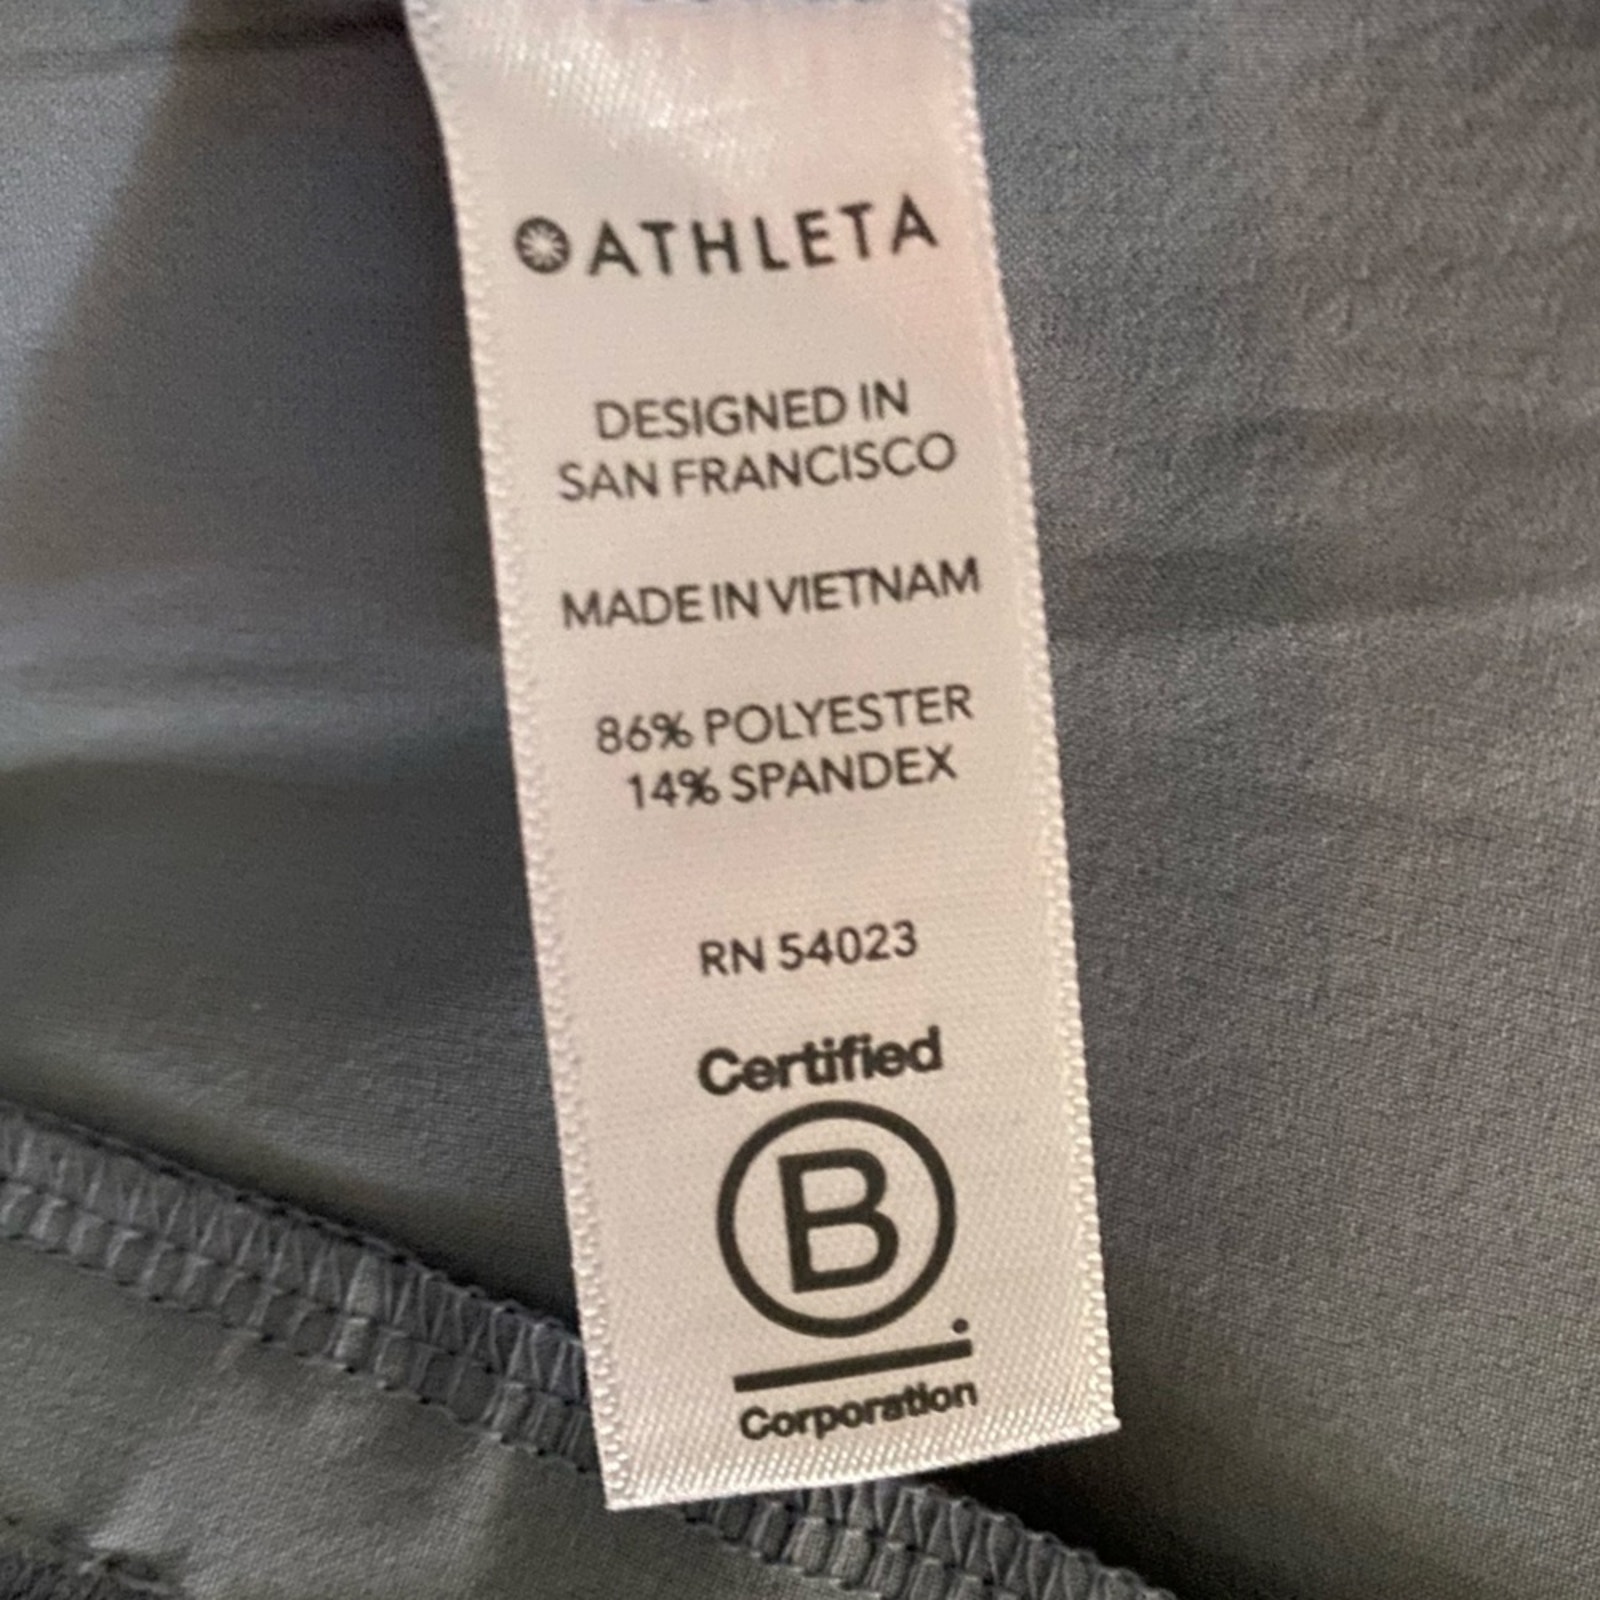 ATHLETA
DESIGNED IN
SAN FRANCISCO
MADE IN VIETNAM
86% POLYESTER
14% SPANDEX
RN 54023
Certified
B
Corporation